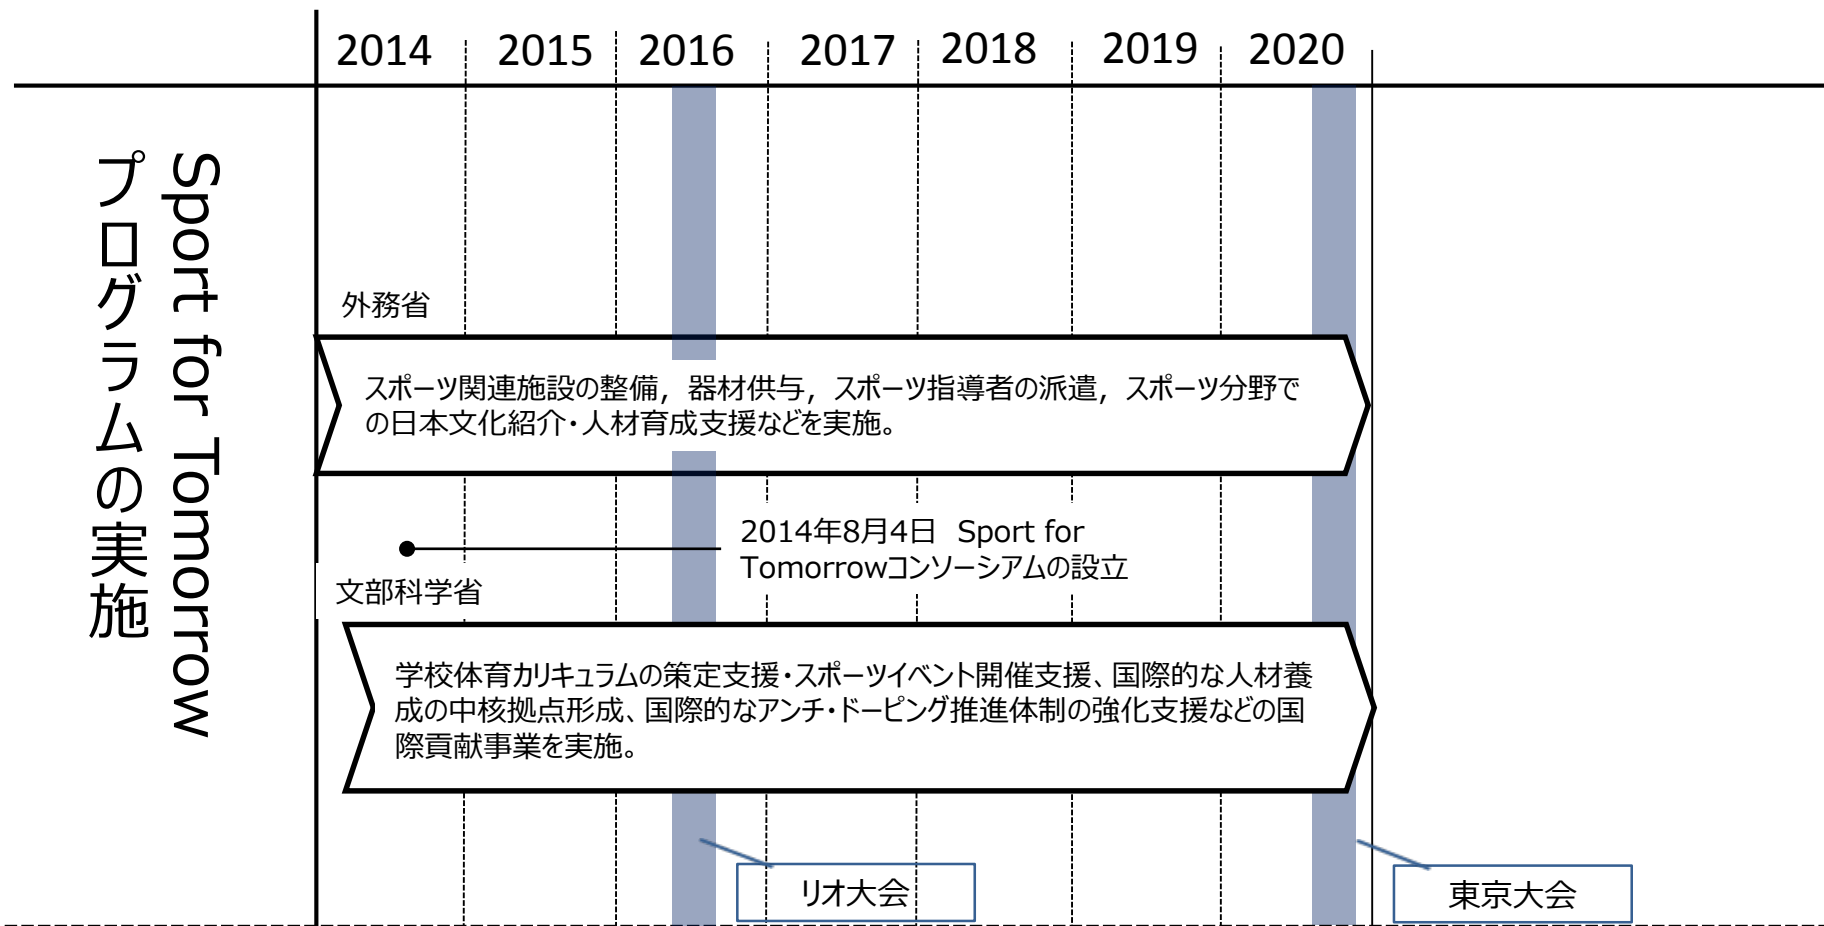 2014 2015 2016 2017 2018 2019 2020
Sport for Tomorrow
プログラムの実施
外務省
スポーツ関連施設の整備，器材供与，スポーツ指導者の派遣，スポーツ分野で
の日本文化紹介・人材育成支援などを実施。
2014年8月4日　Sport for
Tomorrowコンソーシアムの設立
文部科学省
学校体育カリキュラムの策定支援・スポーツイベント開催支援、国際的な人材養
成の中核拠点形成、国際的なアンチ・ドーピング推進体制の強化支援などの国
際貢献事業を実施。
リオ大会
東京大会